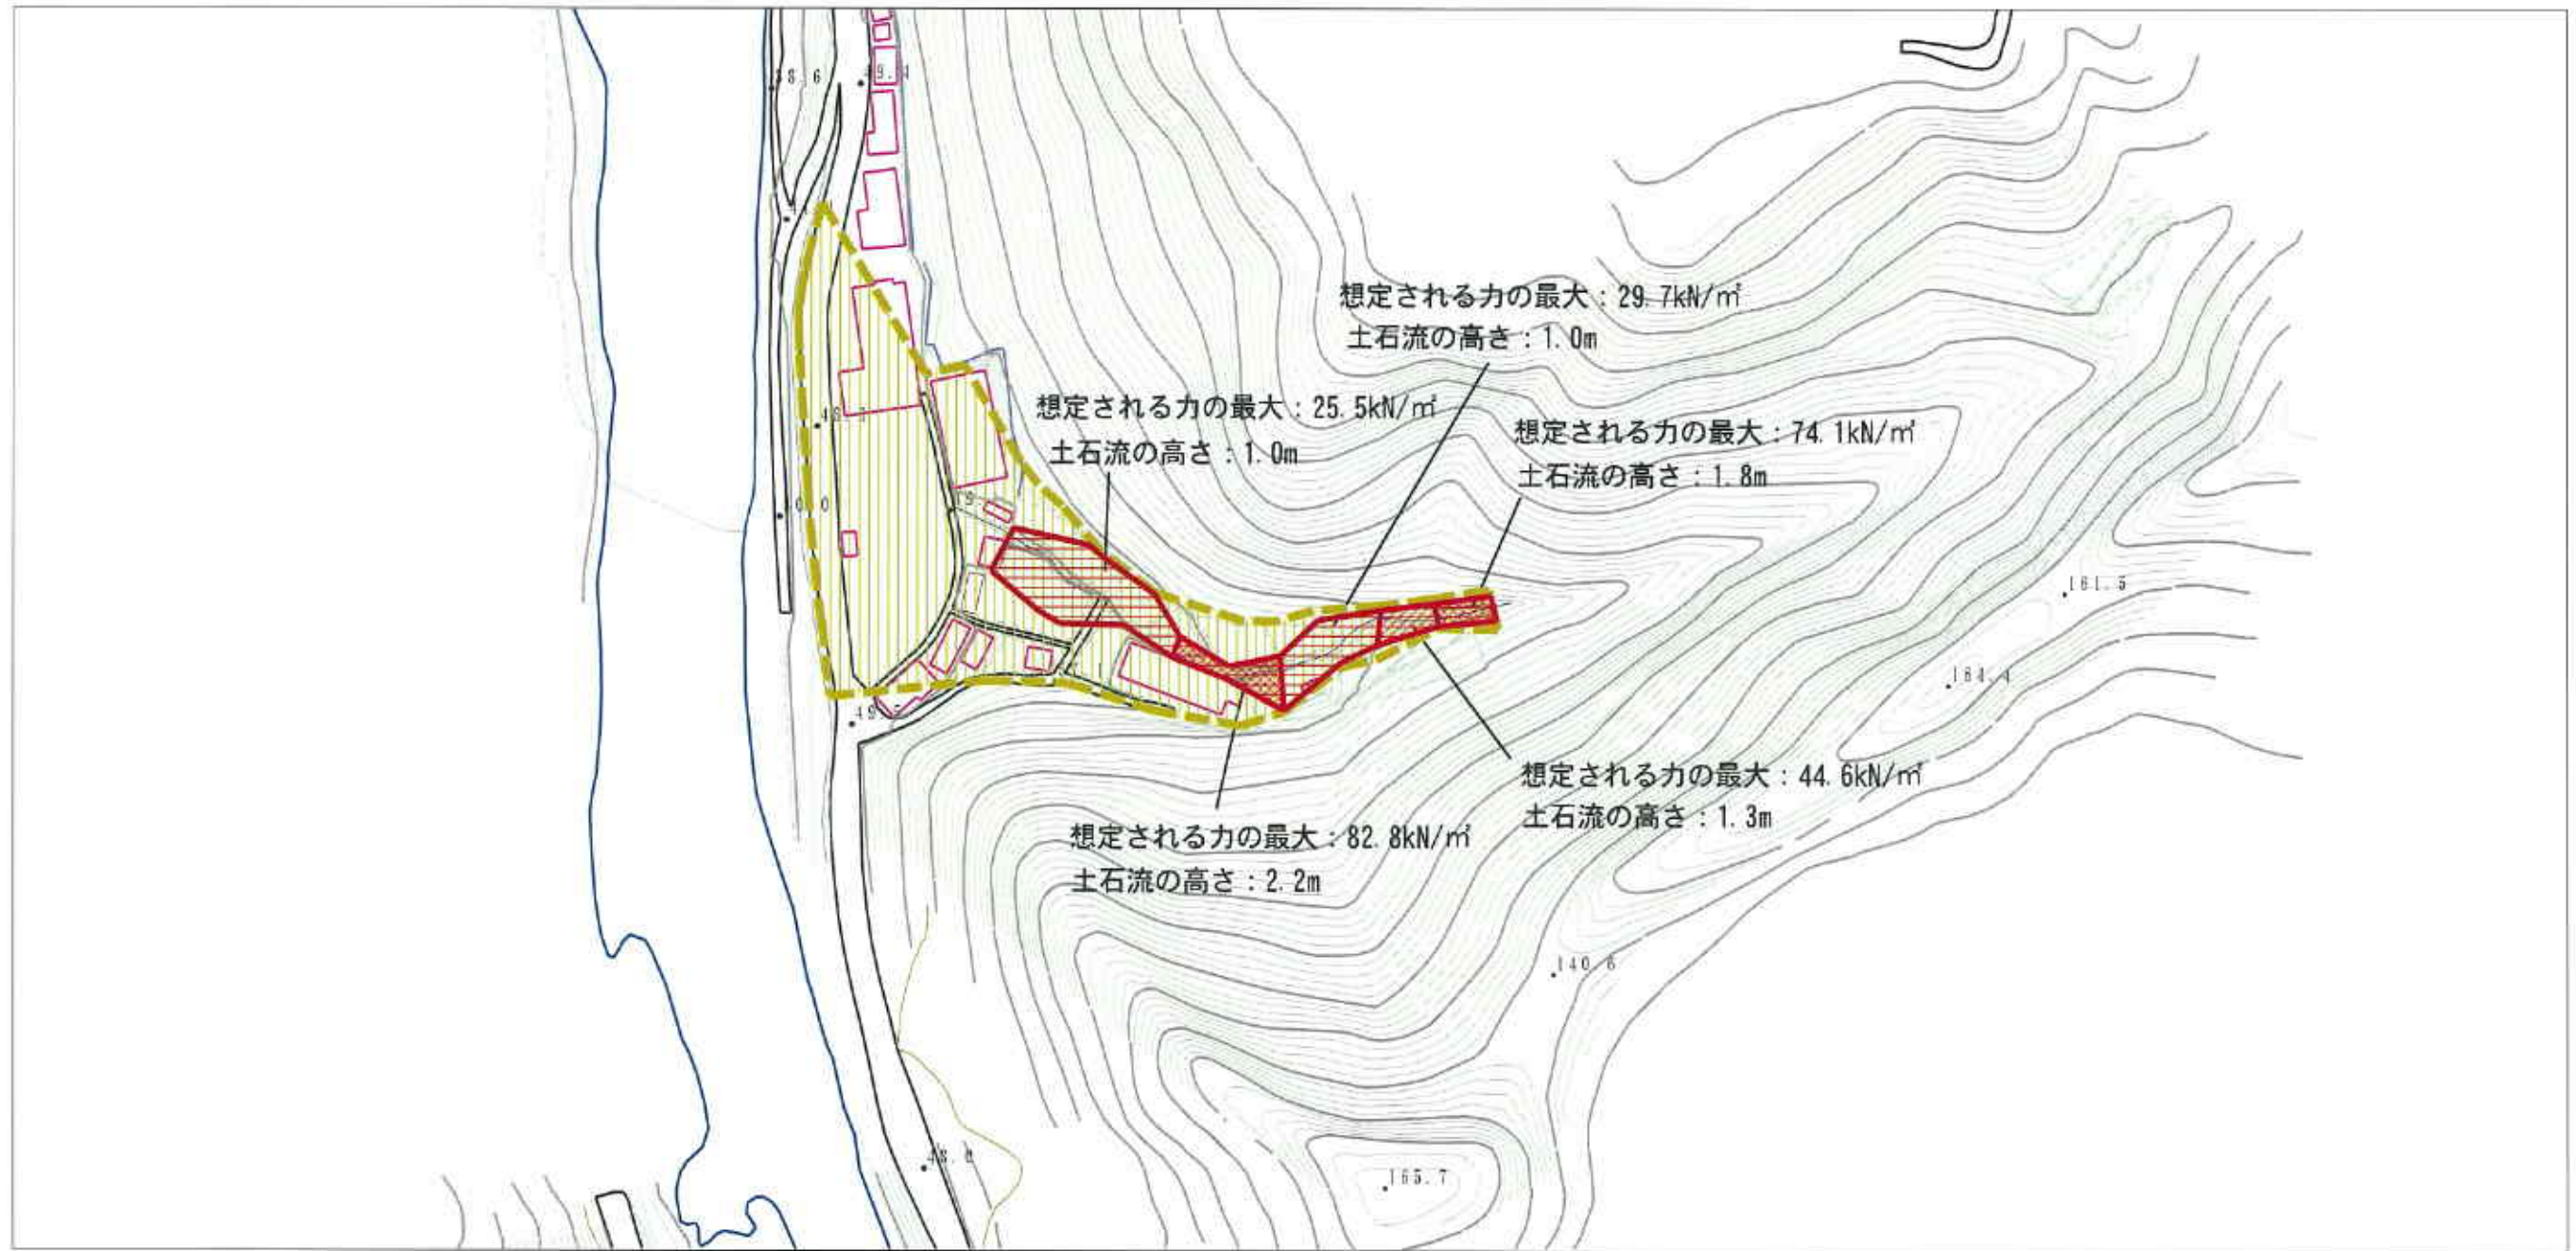 49.4
想定される力の最大：29.7kN/㎡
土石流の高さ：1.0m
想定される力の最大：25.5kN/㎡
土石流の高さ：1.0m
想定される力の最大：74.1kN/㎡
土石流の高さ：1.8m
161.5
164.4
想定される力の最大：44.6kN/㎡
土石流の高さ：1.3m
想定される力の最大：82.8kN/㎡
土石流の高さ：2.2m
140.6
165.7